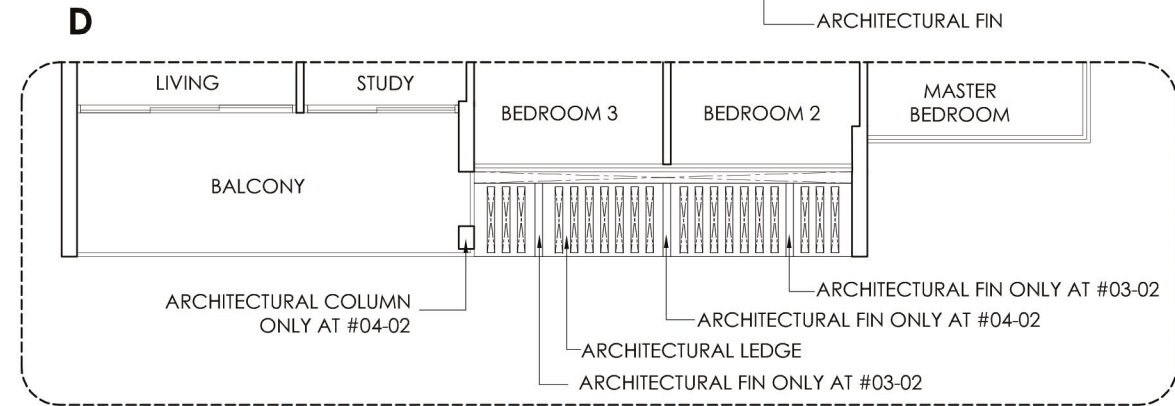 D
ARCHITECTURAL FIN
LIVING
STUDY
BEDROOM 3
BEDROOM 2
MASTER
BEDROOM
BALCONY
ARCHITECTURAL COLUMN
ONLY AT #04-02
ARCHITECTURAL FIN ONLY AT #03-02
ARCHITECTURAL FIN ONLY AT #04-02
ARCHITECTURAL LEDGE
ARCHITECTURAL FIN ONLY AT #03-02